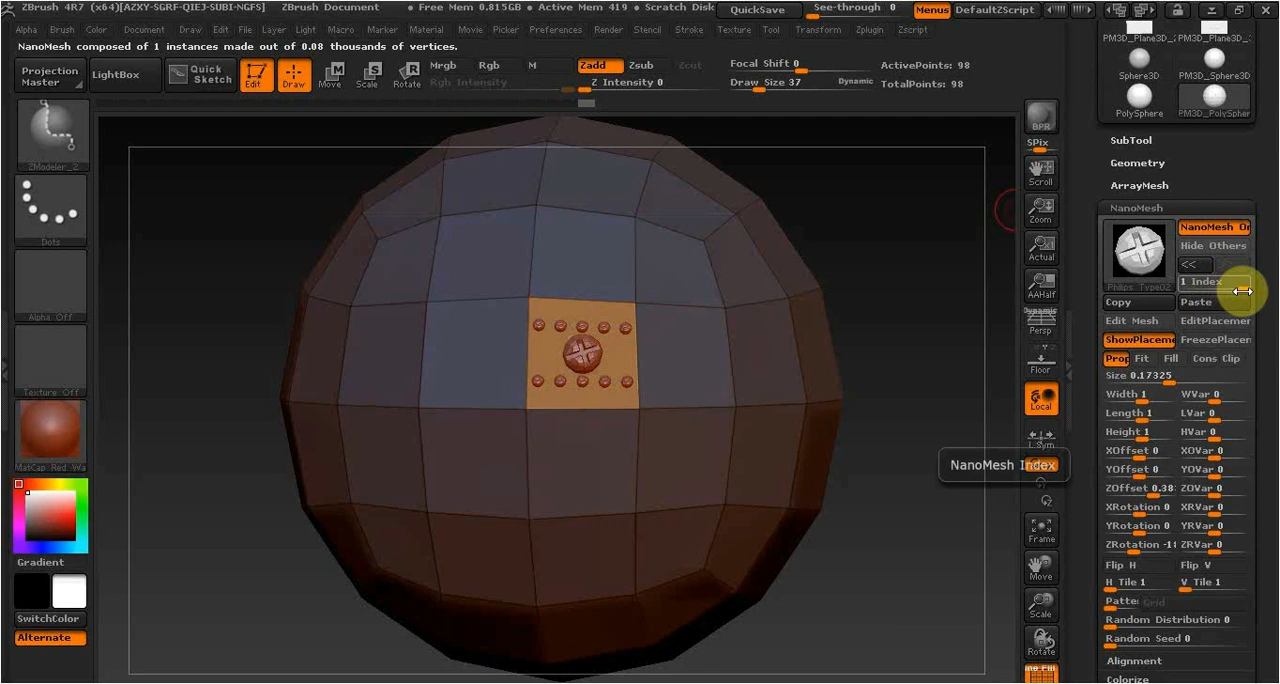 ZBrush 4R7 (x64)[AZXY-SGRF-QIEJ-SUBI-NGFS] ZBrush Document • Free Mem 0.815GB • Active Mem 419 • Scratch Disk QuickSave See-through 0 Menus DefaultZScript
Alpha Brush Color Document Draw Edit File Layer Light Macro Marker Material Movie Picker Preferences Render Stencil Stroke Texture Tool Transform Zplugin Zscript
NanoMesh composed of 1 instances made out of 0.08 thousands of vertices.
Projection Master
LightBox
Quick Sketch
Edit
Draw
Move
Scale
Rotate
Mrgb Rgb M
Rgb Intensity
Zadd Zsub Zcut
Z Intensity 0
Focal Shift 0
Draw Size 37 Dynamic
ActivePoints: 98
TotalPoints: 98
ZModeler_2
Dots
Alpha Off
Texture Off
MatCap Red Wa
Gradient
SwitchColor
Alternate
BPR
SPix
Scroll
Zoom
Actual
AAHalf
Dynamic
Persp
Floor
Local
L.Sym
NanoMesh Index
Frame
Move
Scale
Rotate
PM3D_Plane3D_
Sphere3D PM3D_Sphere3D
PolySphere PM3D_PolySpher
SubTool
Geometry
ArrayMesh
NanoMesh
Philips Type02
NanoMesh On
Hide Others
<<
1 Index
Copy Paste
Edit Mesh EditPlacemen
ShowPlaceme FreezePlacen
Prop Fit Fill Cons Clip
Size 0.17325
Width 1 WVar 0
Length 1 LVar 0
Height 1 HVar 0
XOffset 0 XOVar 0
YOffset 0 YOVar 0
ZOffset 0.38 ZOVar 0
XRotation 0 XRVar 0
YRotation 0 YRVar 0
ZRotation -18 ZRVar 0
Flip H Flip V
H Tile 1 V Tile 1
Patte Grid
Random Distribution 0
Random Seed 0
Alignment
Colorize